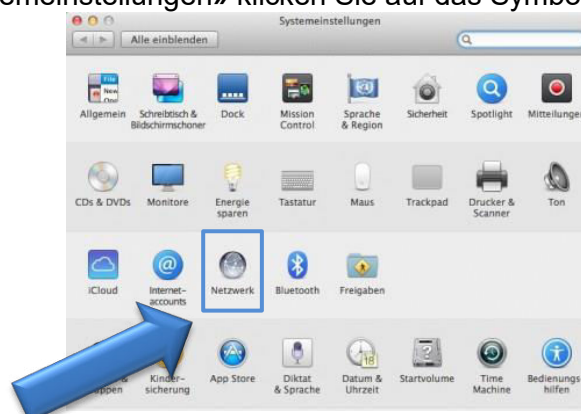 emeinstellungen» klicken Sie auf das Symbo
Systemeinstellungen
Alle einblenden
Allgemein Schreibtisch & Bildschirmschoner Dock Mission Control Sprache & Region Sicherheit Spotlight Mitteilunge
CDs & DVDs Monitore Energie sparen Tastatur Maus Trackpad Drucker & Scanner Ton
iCloud Internet-accounts Netzwerk Bluetooth Freigaben
Kinder-sicherung App Store Diktat & Sprache Datum & Uhrzeit Startvolume Time Machine Bedienungs hilfen